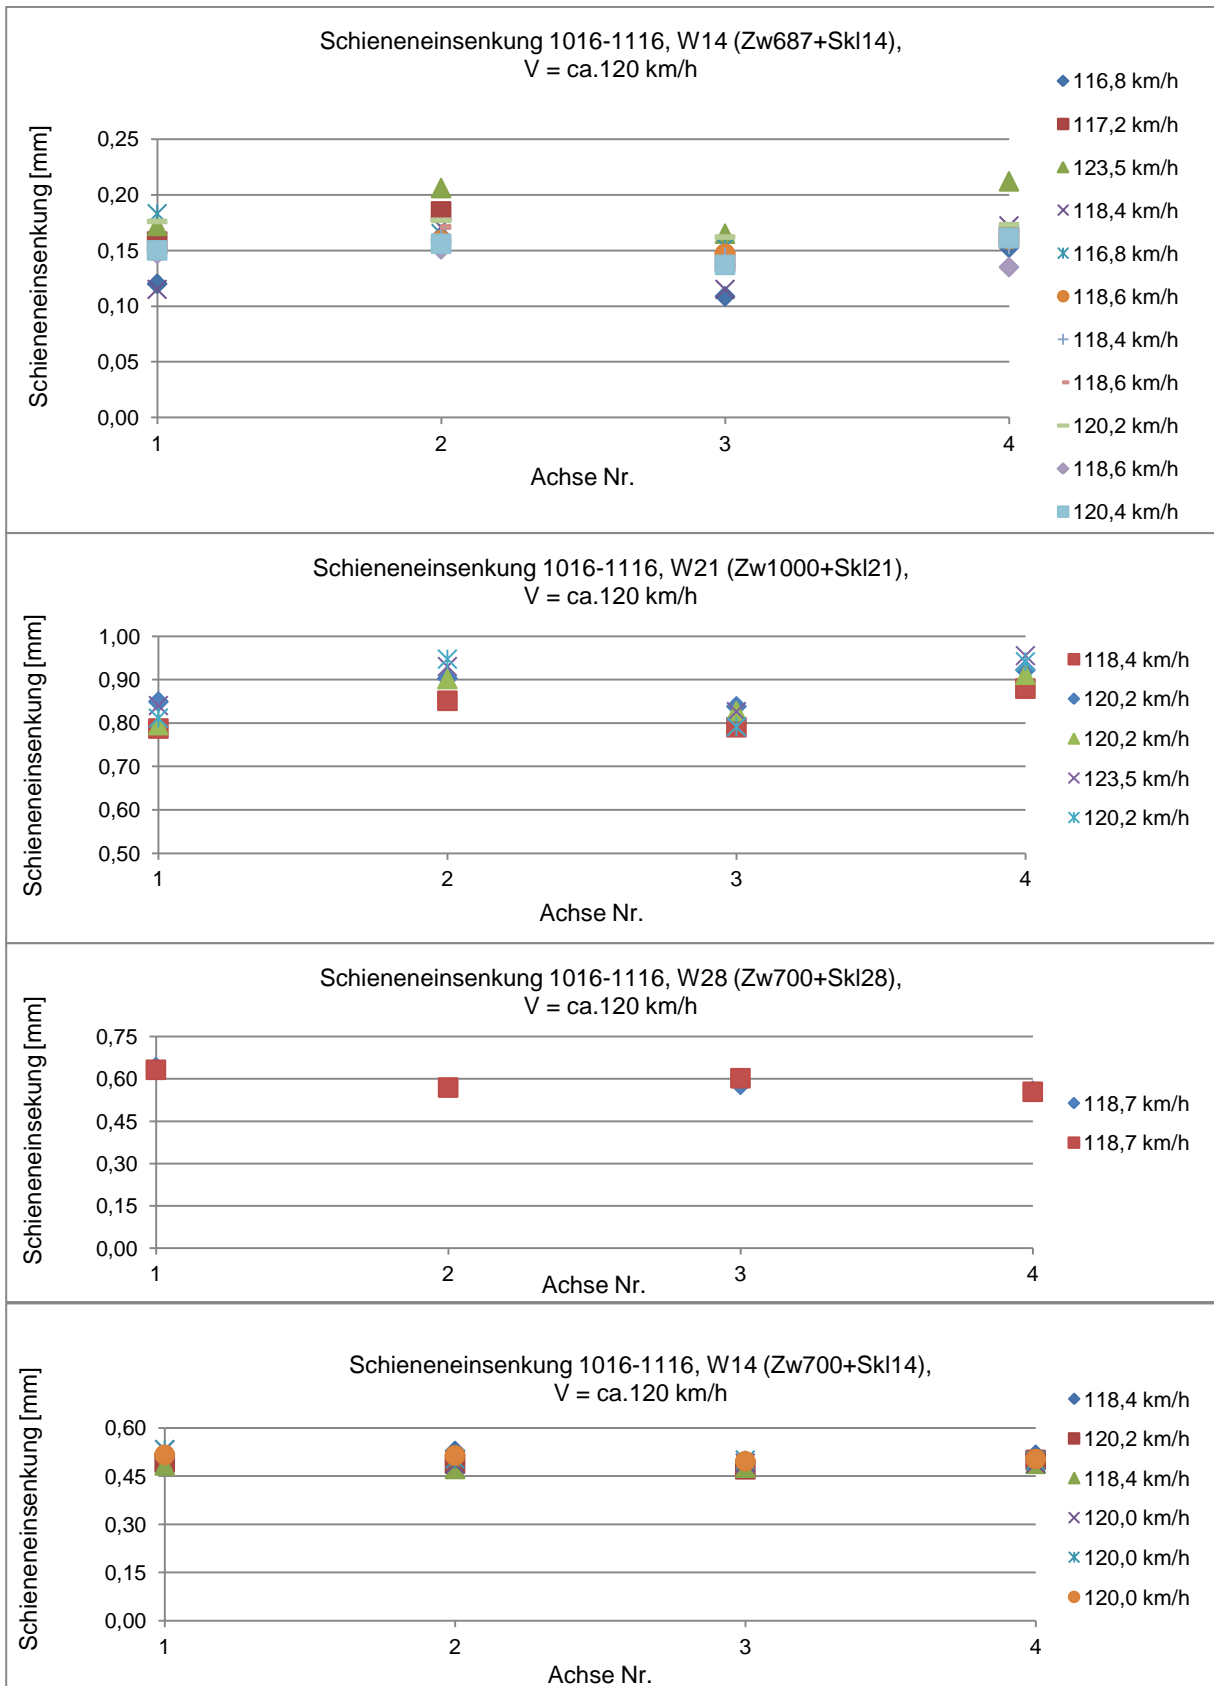 Schieneneinsenkung 1016-1116, W14 (Zw687+Skl14),
V = ca.120 km/h
Schieneneinsenkung [mm]
0,25
0,20
0,15
0,10
0,05
0,00
1
2
3
4
Achse Nr.
116,8 km/h
117,2 km/h
123,5 km/h
118,4 km/h
116,8 km/h
118,6 km/h
118,4 km/h
118,6 km/h
120,2 km/h
118,6 km/h
120,4 km/h
Schieneneinsenkung 1016-1116, W21 (Zw1000+Skl21),
V = ca.120 km/h
Schieneneinsenkung [mm]
1,00
0,90
0,80
0,70
0,60
0,50
1
2
3
4
Achse Nr.
118,4 km/h
120,2 km/h
120,2 km/h
123,5 km/h
120,2 km/h
Schieneneinsenkung 1016-1116, W28 (Zw700+Skl28),
V = ca.120 km/h
Schieneneinsekung [mm]
0,75
0,60
0,45
0,30
0,15
0,00
1
2
3
4
Achse Nr.
118,7 km/h
118,7 km/h
Schieneneinsenkung 1016-1116, W14 (Zw700+Skl14),
V = ca.120 km/h
Schieneneinsenkung [mm]
0,60
0,45
0,30
0,15
0,00
1
2
3
4
Achse Nr.
118,4 km/h
120,2 km/h
118,4 km/h
120,0 km/h
120,0 km/h
120,0 km/h